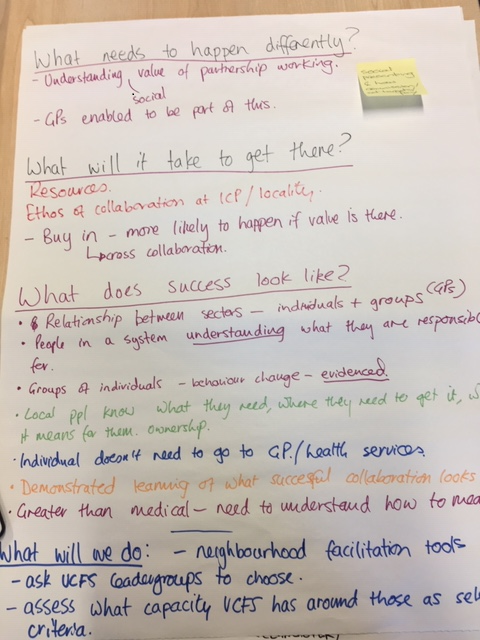 What needs to happen differently?
- Understanding value of partnership working.
social
- GPs enabled to be part of this.
What will it take to get there?
Resources.
Ethos of collaboration at ICP/locality.
- Buy in - more likely to happen if value is there.
cross collaboration.
What does success look like?
• Relationship between sectors - individuals + groups (GPs)
• People in a system understanding what they are responsib
for.
• Groups of individuals - behaviour change - evidenced.
• Local ppl know what they need, where they need to get it, w
it means for them. ownership.
• Individual doesn't need to go to GP./health services.
• Demonstrated learning of what successful collaboration looks
• Greater than medical - need to understand how to mea
What will we do: - neighbourhood facilitation tools
- ask VCFS leadergroups to choose.
- assess what capacity VCFS has around those as sel
criteria.